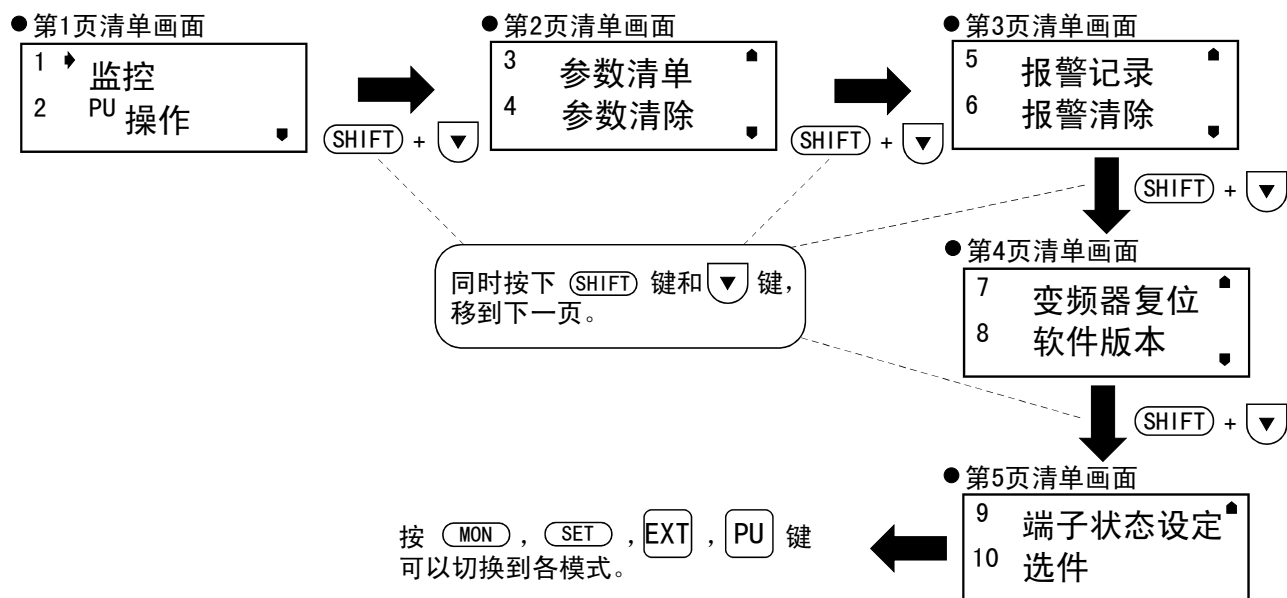 ●第1页清单画面
1 监控
2 PU操作
SHIFT + ▼
●第2页清单画面
3 参数清单
4 参数清除
SHIFT + ▼
●第3页清单画面
5 报警记录
6 报警清除
SHIFT + ▼
同时按下 SHIFT 键和 ▼ 键，
移到下一页。
●第4页清单画面
7 变频器复位
8 软件版本
SHIFT + ▼
●第5页清单画面
9 端子状态设定
10 选件
按 MON ， SET ，EXT ，PU 键
可以切换到各模式。